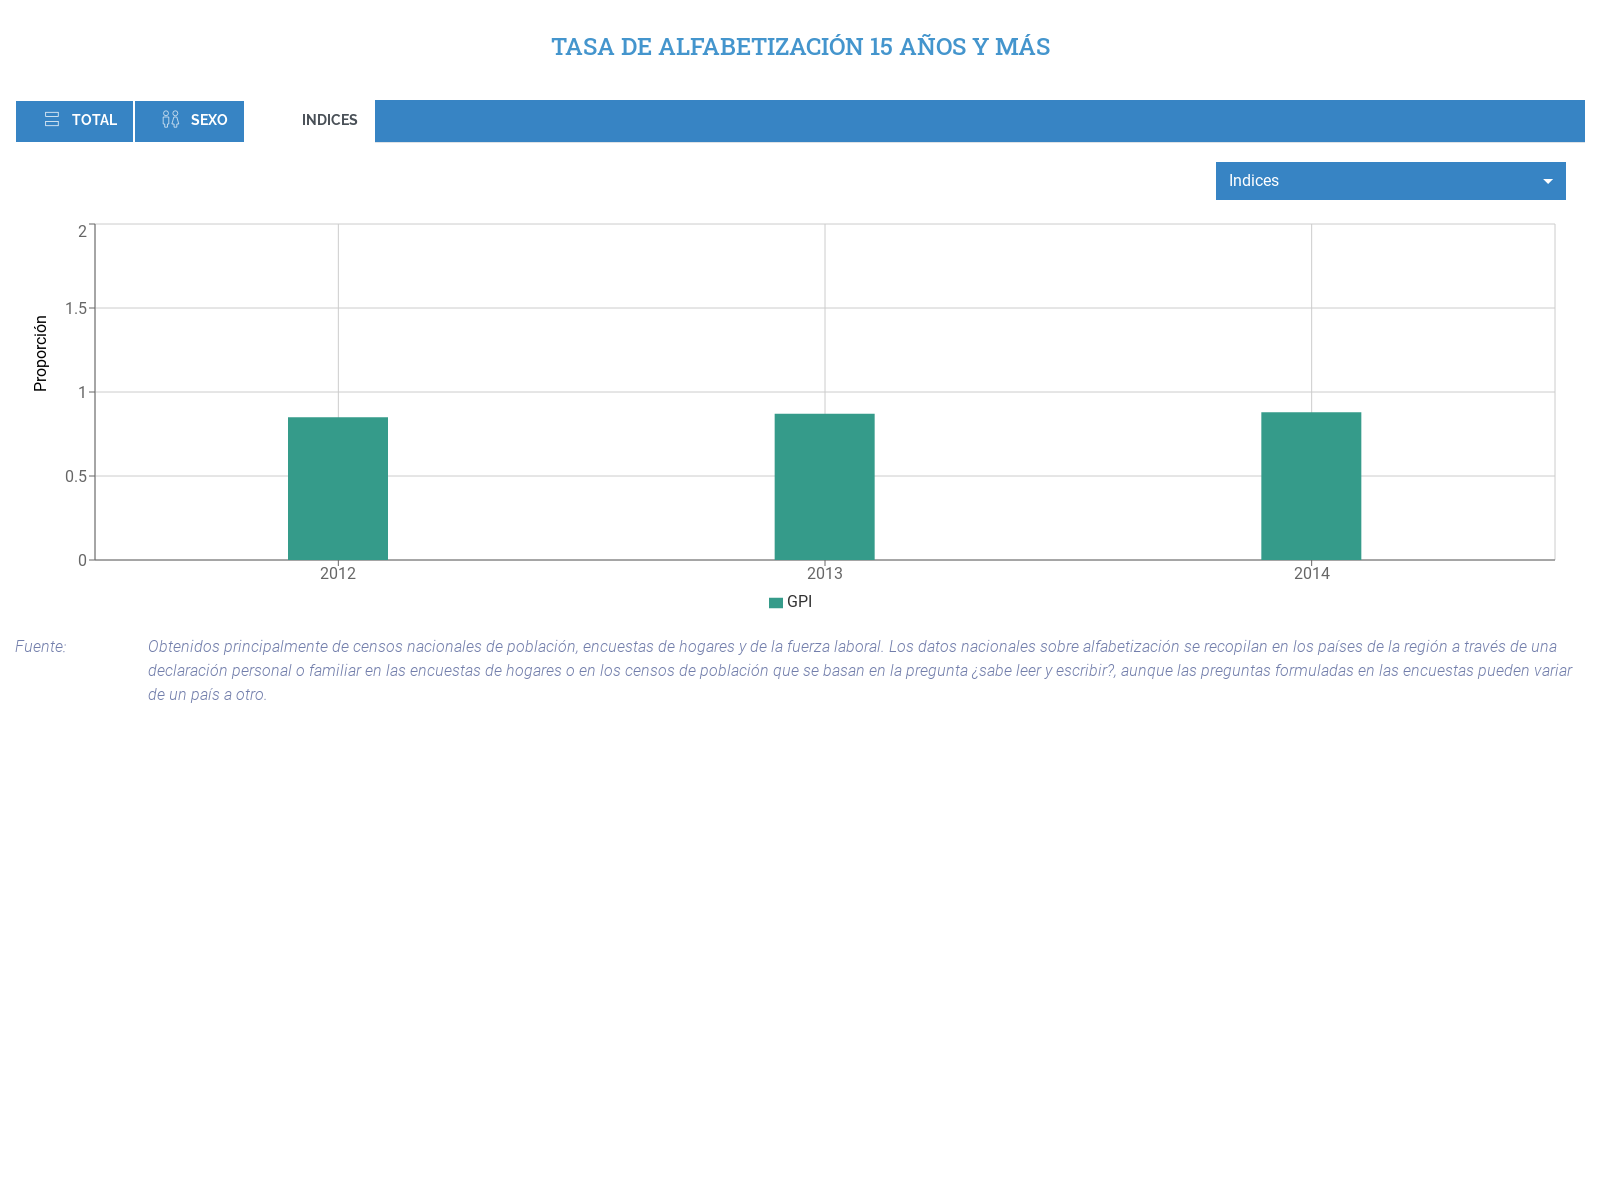 TASA DE ALFABETIZACIÓN 15 AÑOS Y MÁS
TOTAL SEXO INDICES
Indices
2
1.5
1
0.5
0
Proporción
2012 2013 2014
GPI
Fuente: Obtenidos principalmente de censos nacionales de población, encuestas de hogares y de la fuerza laboral. Los datos nacionales sobre alfabetización se recopilan en los países de la región a través de una
declaración personal o familiar en las encuestas de hogares o en los censos de población que se basan en la pregunta ¿sabe leer y escribir?, aunque las preguntas formuladas en las encuestas pueden variar
de un país a otro.